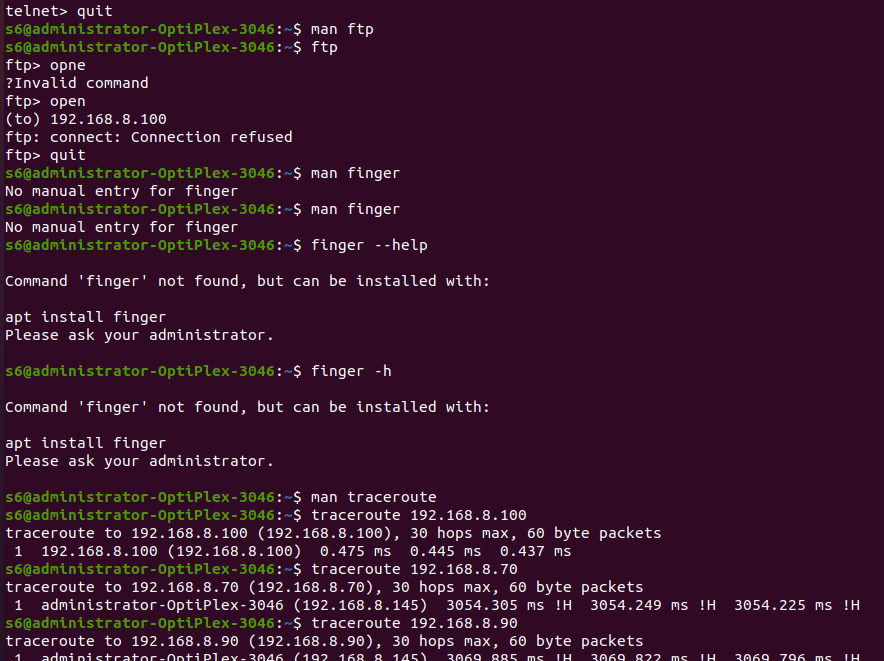 telnet> quit
s6@administrator-OptiPlex-3046:~$ man ftp
s6@administrator-OptiPlex-3046:~$ ftp
ftp> opne
?Invalid command
ftp> open
(to) 192.168.8.100
ftp: connect: Connection refused
ftp> quit
s6@administrator-OptiPlex-3046:~$ man finger
No manual entry for finger
s6@administrator-OptiPlex-3046:~$ man finger
No manual entry for finger
s6@administrator-OptiPlex-3046:~$ finger --help
Command 'finger' not found, but can be installed with:
apt install finger
Please ask your administrator.
s6@administrator-OptiPlex-3046:~$ finger -h
Command 'finger' not found, but can be installed with:
apt install finger
Please ask your administrator.
s6@administrator-OptiPlex-3046:~$ man traceroute
s6@administrator-OptiPlex-3046:~$ traceroute 192.168.8.100
traceroute to 192.168.8.100 (192.168.8.100), 30 hops max, 60 byte packets
 1  192.168.8.100 (192.168.8.100)  0.475 ms  0.445 ms  0.437 ms
s6@administrator-OptiPlex-3046:~$ traceroute 192.168.8.70
traceroute to 192.168.8.70 (192.168.8.70), 30 hops max, 60 byte packets
 1  administrator-OptiPlex-3046 (192.168.8.145)  3054.305 ms !H  3054.249 ms !H  3054.225 ms !H
s6@administrator-OptiPlex-3046:~$ traceroute 192.168.8.90
traceroute to 192.168.8.90 (192.168.8.90), 30 hops max, 60 byte packets
 1  administrator-OptiPlex-3046 (192.168.8.145)  3069.885 ms !H  3069.822 ms !H  3069.796 ms !H